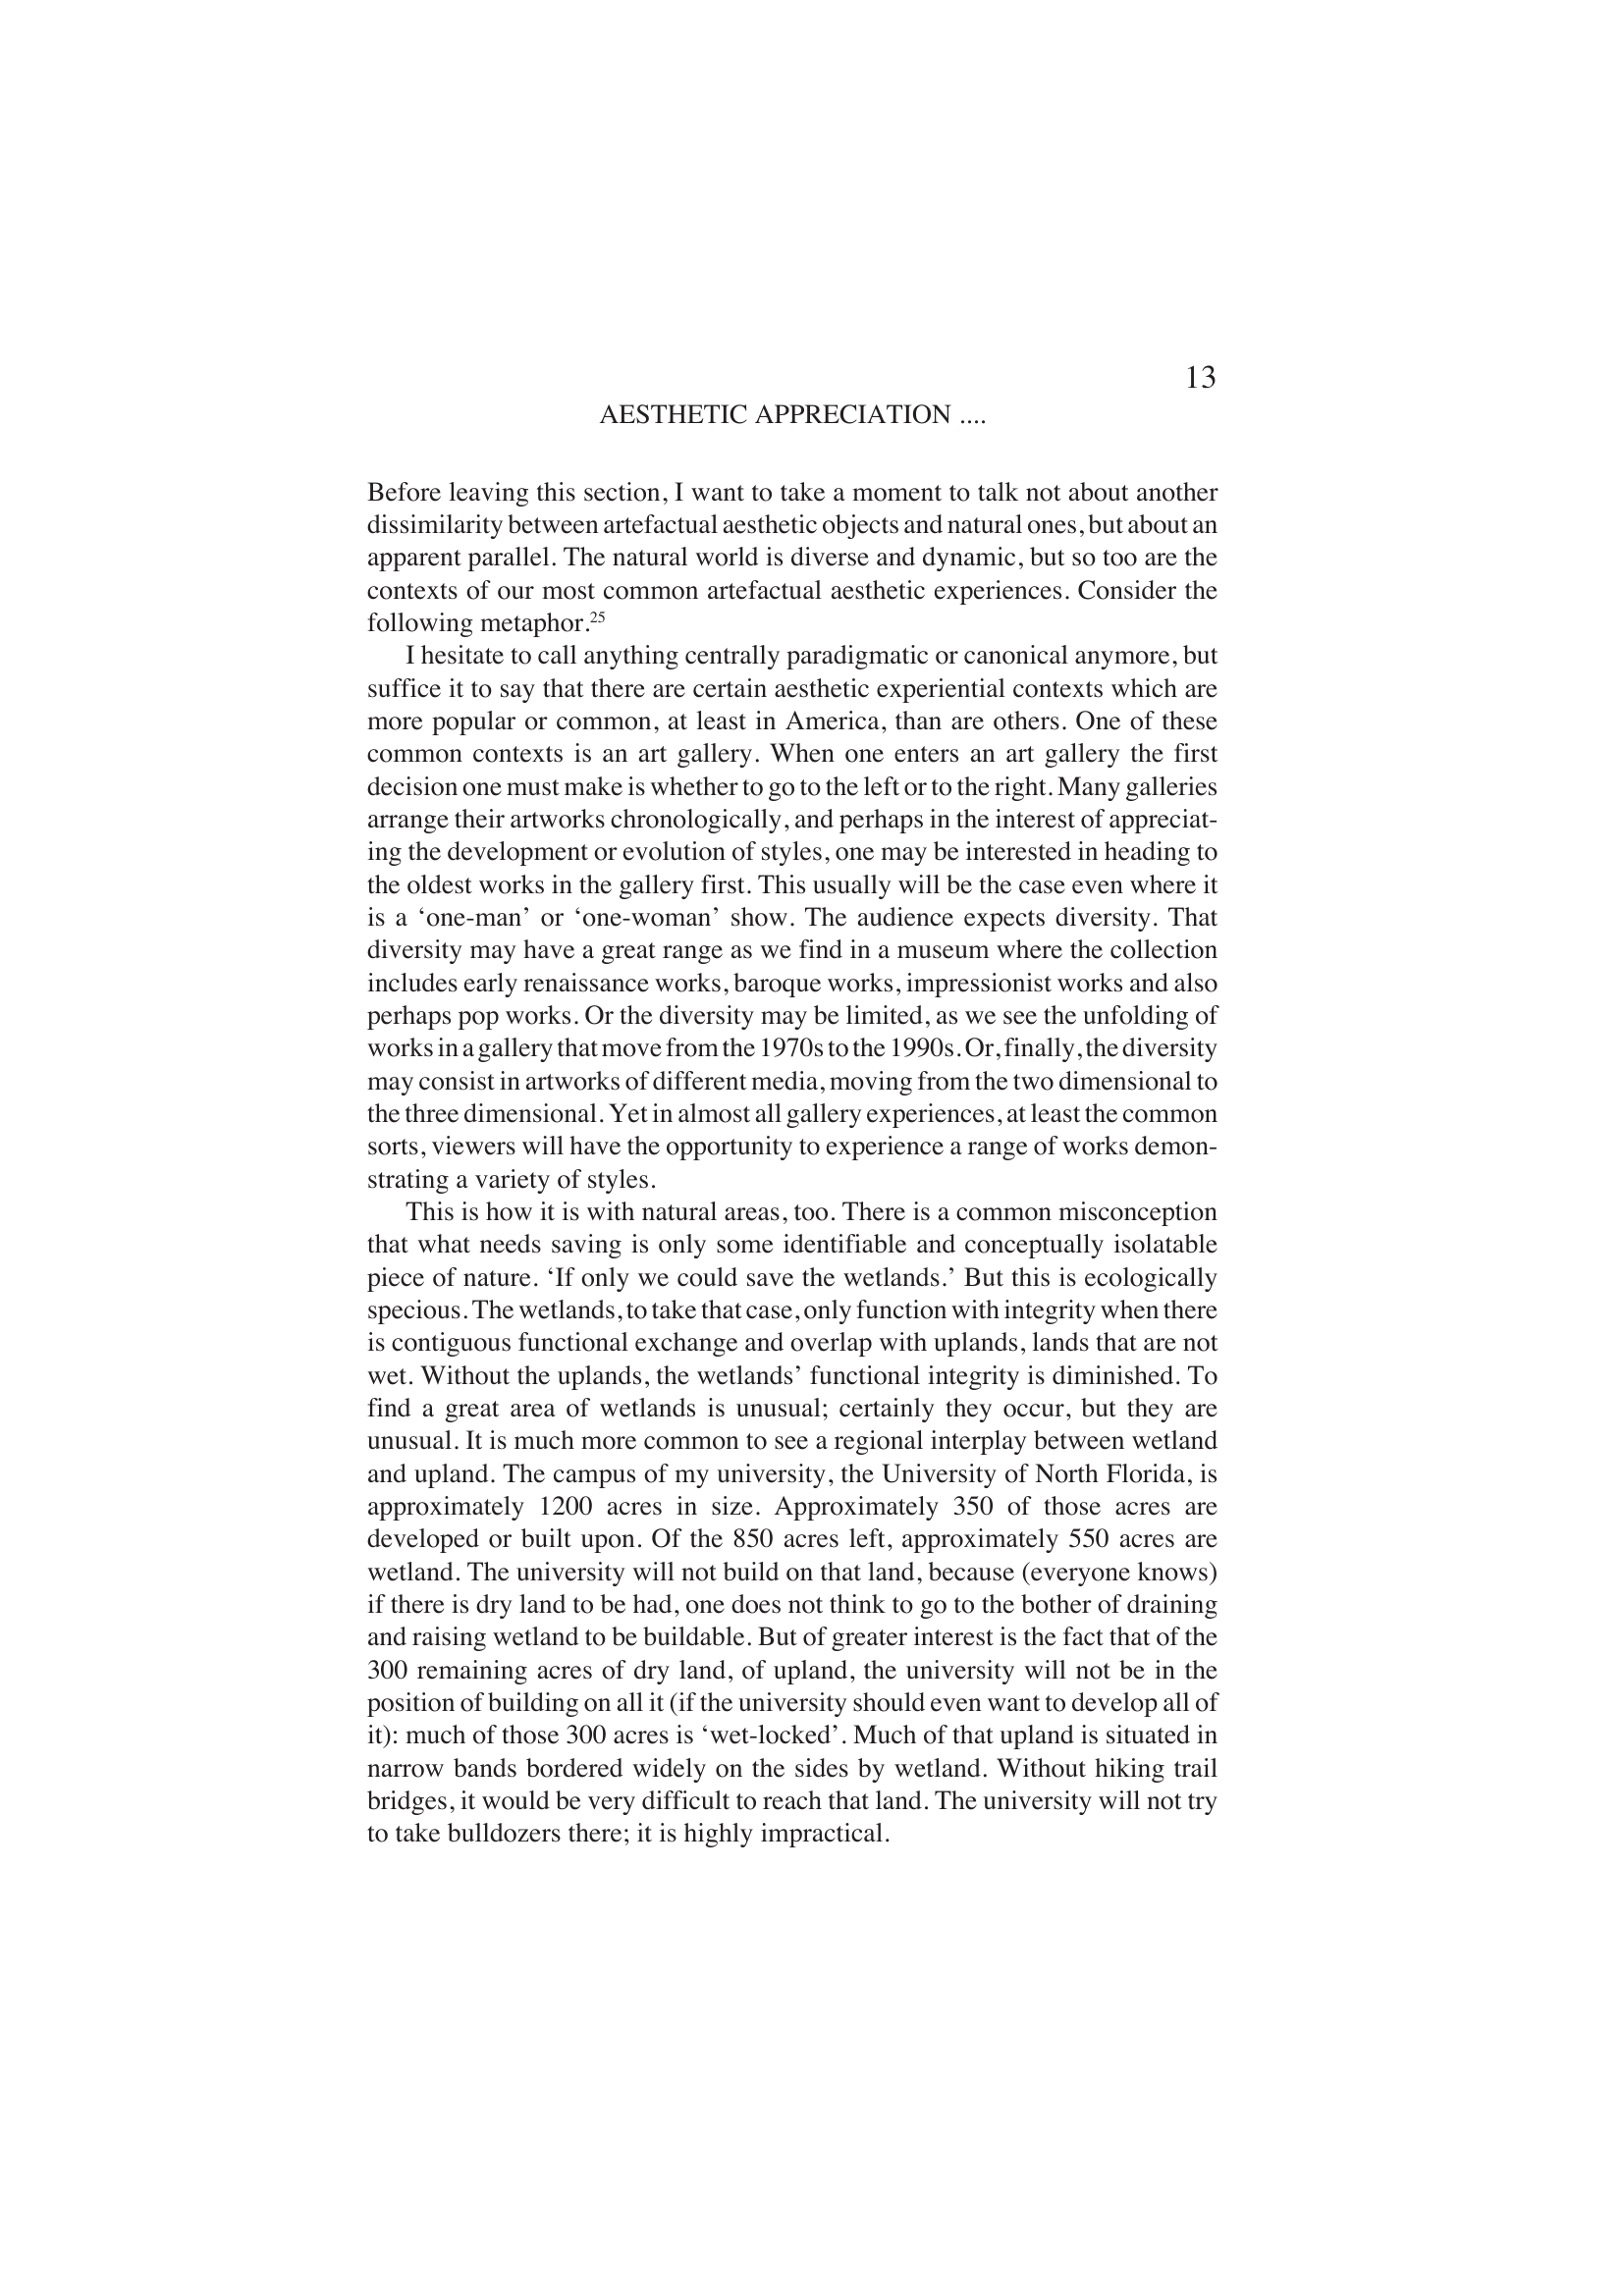 13
AESTHETIC APPRECIATION ....
Before leaving this section, I want to take a moment to talk not about another
dissimilarity between artefactual aesthetic objects and natural ones, but about an
apparent parallel. The natural world is diverse and dynamic, but so too are the
contexts of our most common artefactual aesthetic experiences. Consider the
following metaphor.25
I hesitate to call anything centrally paradigmatic or canonical anymore, but
suffice it to say that there are certain aesthetic experiential contexts which are
more popular or common, at least in America, than are others. One of these
common contexts is an art gallery. When one enters an art gallery the first
decision one must make is whether to go to the left or to the right. Many galleries
arrange their artworks chronologically, and perhaps in the interest of appreciat-
ing the development or evolution of styles, one may be interested in heading to
the oldest works in the gallery first. This usually will be the case even where it
is a ‘one-man’ or ‘one-woman’ show. The audience expects diversity. That
diversity may have a great range as we find in a museum where the collection
includes early renaissance works, baroque works, impressionist works and also
perhaps pop works. Or the diversity may be limited, as we see the unfolding of
works in a gallery that move from the 1970s to the 1990s. Or, finally, the diversity
may consist in artworks of different media, moving from the two dimensional to
the three dimensional. Yet in almost all gallery experiences, at least the common
sorts, viewers will have the opportunity to experience a range of works demon-
strating a variety of styles.
This is how it is with natural areas, too. There is a common misconception
that what needs saving is only some identifiable and conceptually isolatable
piece of nature. ‘If only we could save the wetlands.’ But this is ecologically
specious. The wetlands, to take that case, only function with integrity when there
is contiguous functional exchange and overlap with uplands, lands that are not
wet. Without the uplands, the wetlands’ functional integrity is diminished. To
find a great area of wetlands is unusual; certainly they occur, but they are
unusual. It is much more common to see a regional interplay between wetland
and upland. The campus of my university, the University of North Florida, is
approximately 1200 acres in size. Approximately 350 of those acres are
developed or built upon. Of the 850 acres left, approximately 550 acres are
wetland. The university will not build on that land, because (everyone knows)
if there is dry land to be had, one does not think to go to the bother of draining
and raising wetland to be buildable. But of greater interest is the fact that of the
300 remaining acres of dry land, of upland, the university will not be in the
position of building on all it (if the university should even want to develop all of
it): much of those 300 acres is ‘wet-locked’. Much of that upland is situated in
narrow bands bordered widely on the sides by wetland. Without hiking trail
bridges, it would be very difficult to reach that land. The university will not try
to take bulldozers there; it is highly impractical.